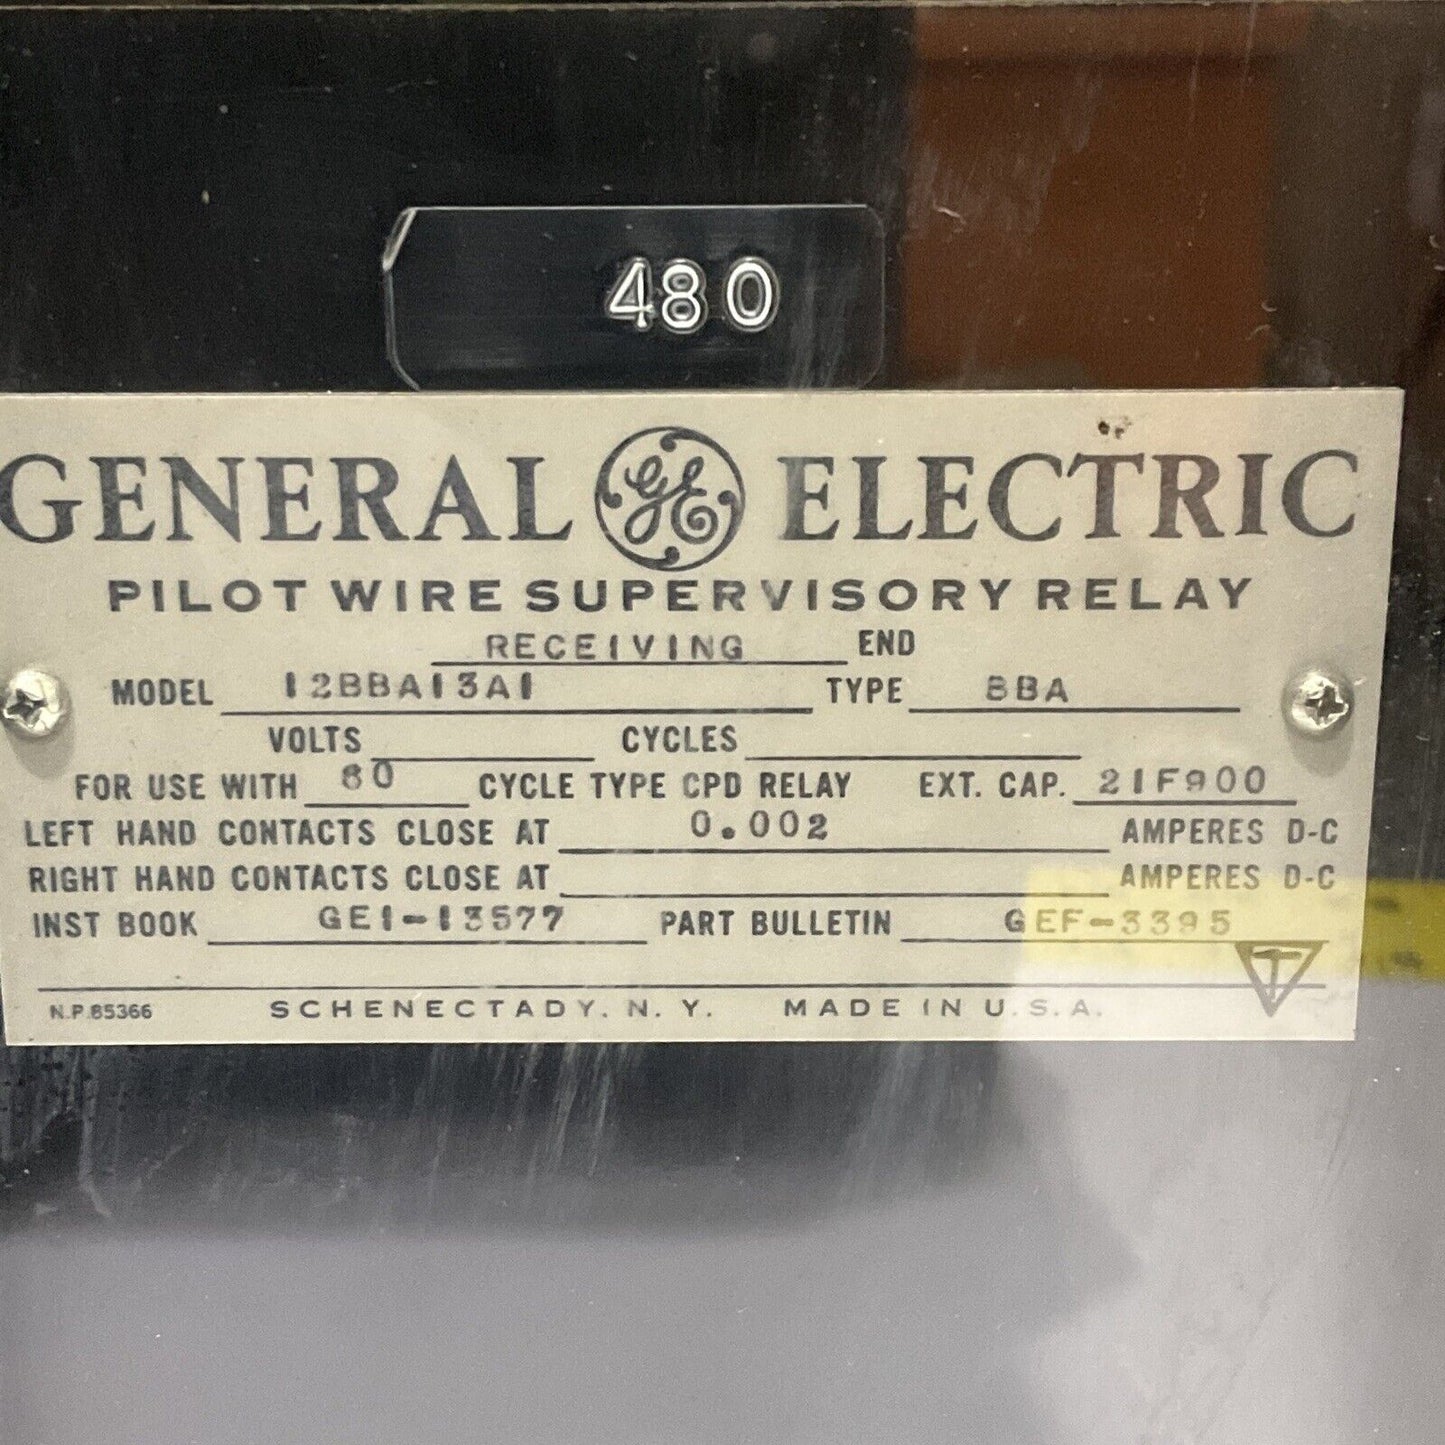 480
GENERAL GE ELECTRIC
PILOT WIRE SUPERVISORY RELAY
RECEIVING END
MODEL 12BBA13A1 TYPE BBA
VOLTS CYCLES
FOR USE WITH 60 CYCLE TYPE CPD RELAY EXT. CAP. 21F900
LEFT HAND CONTACTS CLOSE AT 0.002 AMPERES D-C
RIGHT HAND CONTACTS CLOSE AT AMPERES D-C
INST BOOK GEI-13577 PART BULLETIN GEF-3395
N.P.85366 SCHENECTADY. N. Y. MADE IN U.S.A.